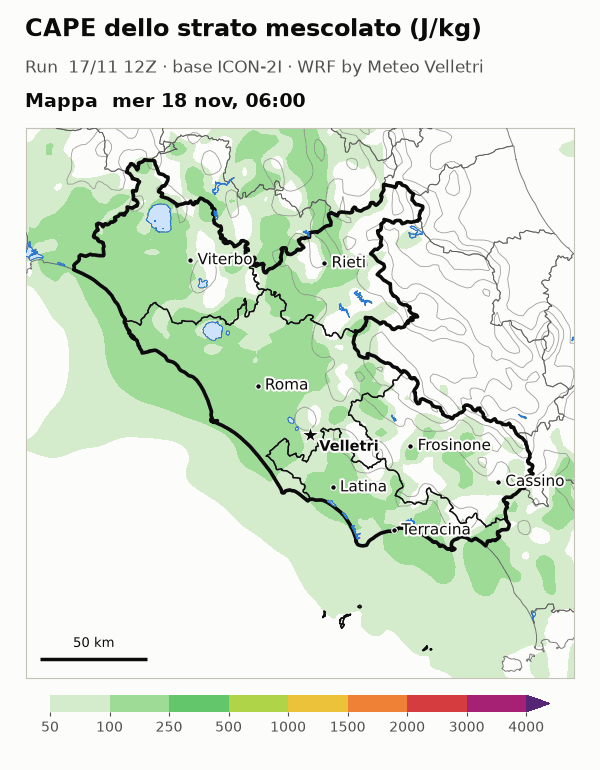 CAPE dello strato mescolato (J/kg)
Run  17/11 12Z · base ICON-2I · WRF by Meteo Velletri
Mappa  mer 18 nov, 06:00
Viterbo
Rieti
Roma
Velletri
Frosinone
Latina
Cassino
Terracina
50 km
50 100 250 500 1000 1500 2000 3000 4000